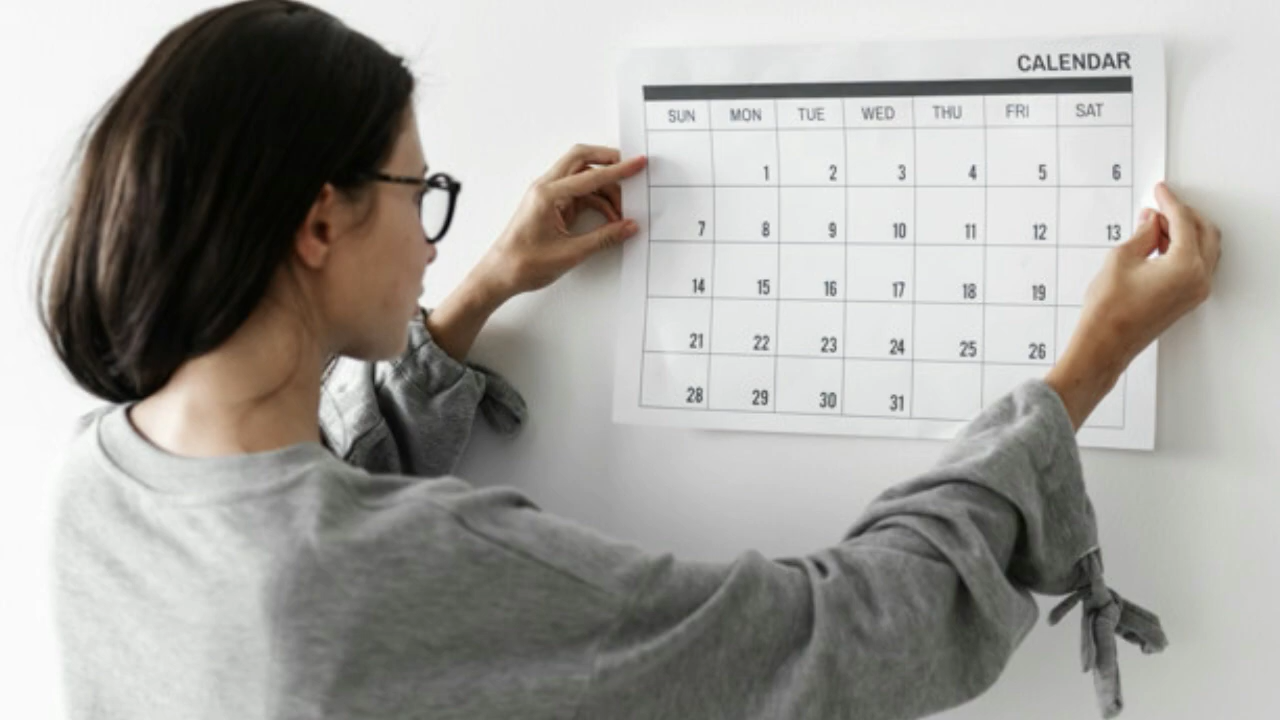 CALENDAR
SUN MON TUE WED THU FRI SAT
1 2 3 4 5 6
7 8 9 10 11 12 13
14 15 16 17 18 19
21 22 23 24 25 26
28 29 30 31